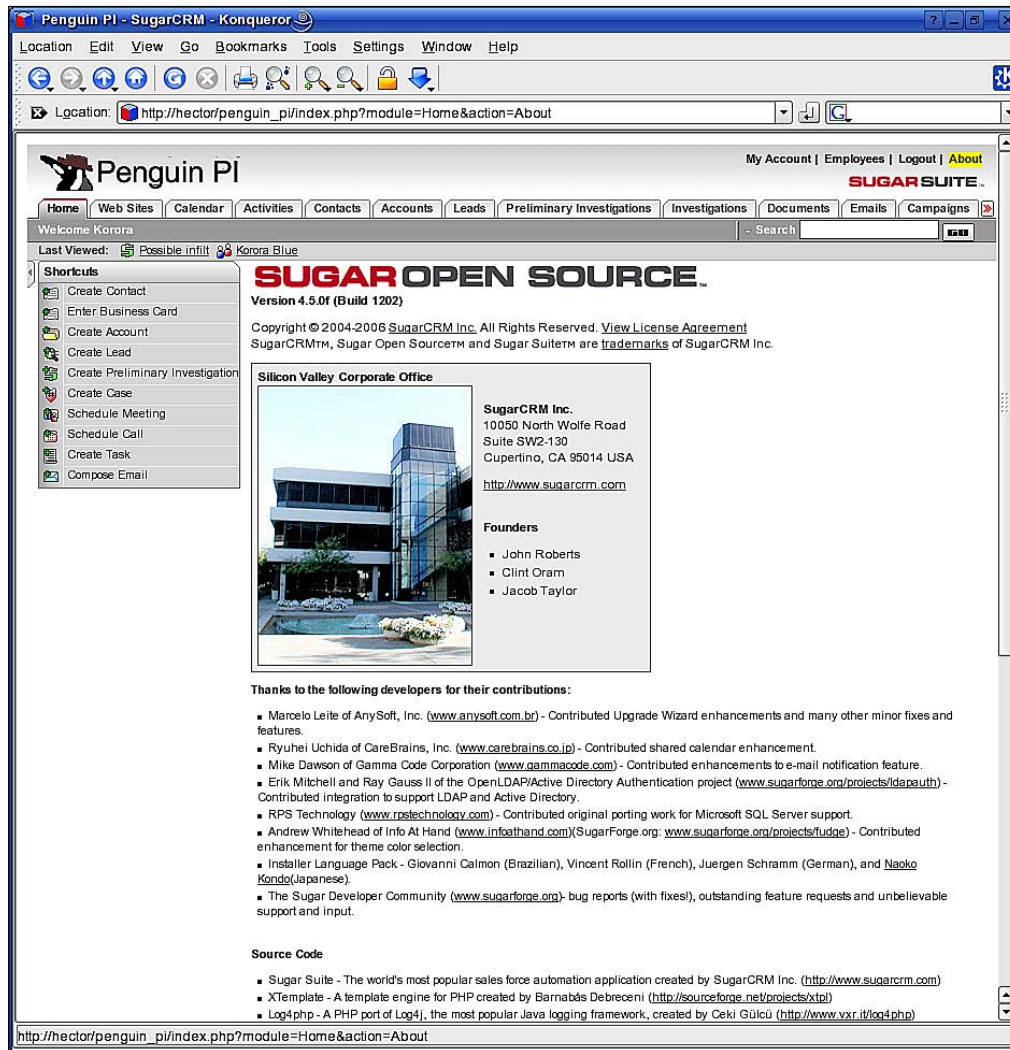 Penguin PI - SugarCRM - Konqueror
Location Edit View Go Bookmarks Tools Settings Window Help
Location: http://hector/penguin_pi/index.php?module=Home&action=About
Penguin PI
My Account | Employees | Logout | About
SUGARSUITE™
Home Web Sites Calendar Activities Contacts Accounts Leads Preliminary Investigations Investigations Documents Emails Campaigns
Welcome Korora
- Search GO
Last Viewed: Possible infilt Korora Blue
Shortcuts
Create Contact
Enter Business Card
Create Account
Create Lead
Create Preliminary Investigation
Create Case
Schedule Meeting
Schedule Call
Create Task
Compose Email
SUGAR OPEN SOURCE™
Version 4.5.0f (Build 1202)
Copyright © 2004-2006 SugarCRM Inc. All Rights Reserved. View License Agreement
SugarCRM™, Sugar Open Source™ and Sugar Suite™ are trademarks of SugarCRM Inc.
Silicon Valley Corporate Office
SugarCRM Inc.
10050 North Wolfe Road
Suite SW2-130
Cupertino, CA 95014 USA
http://www.sugarcrm.com
Founders
▪ John Roberts
▪ Clint Oram
▪ Jacob Taylor
Thanks to the following developers for their contributions:
▪ Marcelo Leite of AnySoft, Inc. (www.anysoft.com.br) - Contributed Upgrade Wizard enhancements and many other minor fixes and
features.
▪ Ryuhei Uchida of CareBrains, Inc. (www.carebrains.co.jp) - Contributed shared calendar enhancement.
▪ Mike Dawson of Gamma Code Corporation (www.gammacode.com) - Contributed enhancements to e-mail notification feature.
▪ Erik Mitchell and Ray Gauss II of the OpenLDAP/Active Directory Authentication project (www.sugarforge.org/projects/ldapauth) -
Contributed integration to support LDAP and Active Directory.
▪ RPS Technology (www.rpstechnology.com) - Contributed original porting work for Microsoft SQL Server support.
▪ Andrew Whitehead of Info At Hand (www.infoathand.com)(SugarForge.org: www.sugarforge.org/projects/fudge) - Contributed
enhancement for theme color selection.
▪ Installer Language Pack - Giovanni Calmon (Brazilian), Vincent Rollin (French), Juergen Schramm (German), and Naoko
Kondo(Japanese).
▪ The Sugar Developer Community (www.sugarforge.org)- bug reports (with fixes!), outstanding feature requests and unbelievable
support and input.
Source Code
▪ Sugar Suite - The world's most popular sales force automation application created by SugarCRM Inc. (http://www.sugarcrm.com)
▪ XTemplate - A template engine for PHP created by Barnabás Debreceni (http://sourceforge.net/projects/xtpl)
▪ Log4php - A PHP port of Log4j, the most popular Java logging framework, created by Ceki Gülcü (http://www.vxr.it/log4php)
http://hector/penguin_pi/index.php?module=Home&action=About